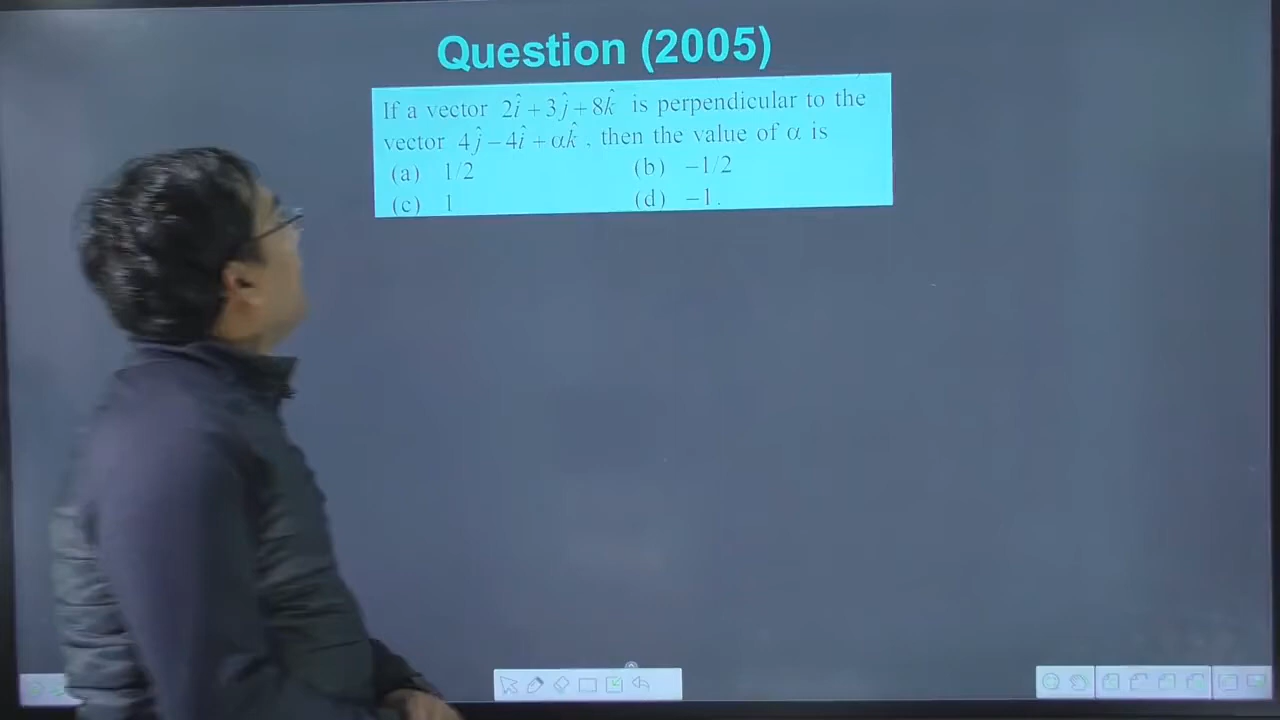 Question (2005)
If a vector 2î + 3ĵ + 8k̂ is perpendicular to the
vector 4ĵ − 4î + αk̂ , then the value of α is
(a) 1/2 (b) −1/2
(c) 1 (d) −1.